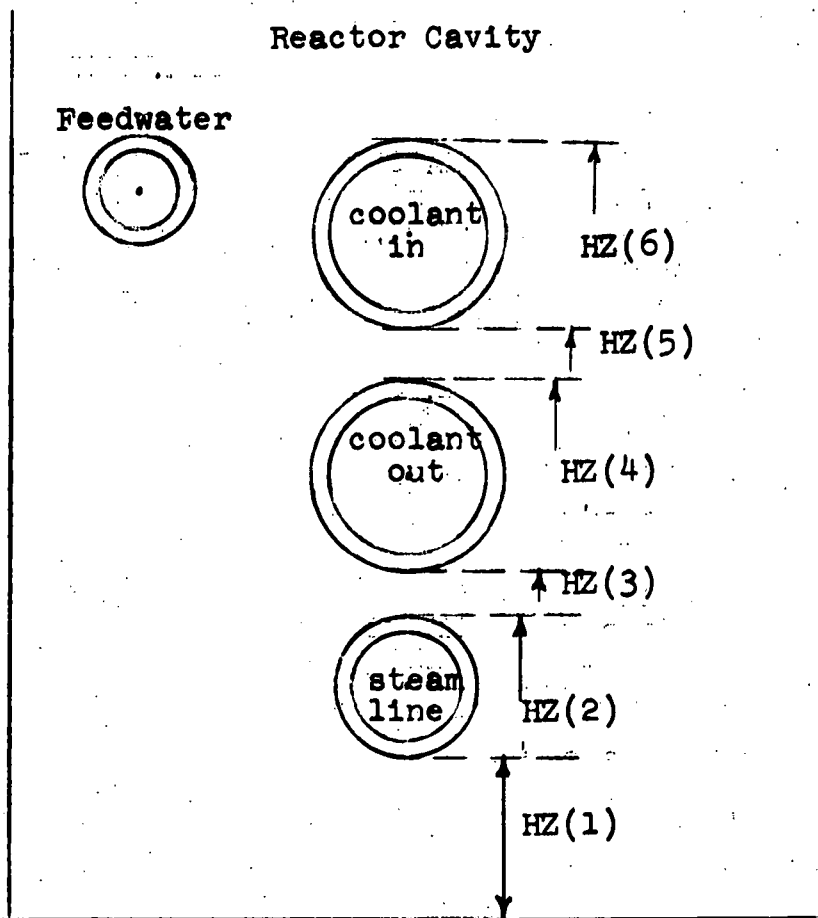 Reactor Cavity
Feedwater
coolant
in
HZ(6)
HZ(5)
coolant
out
HZ(4)
HZ(3)
steam
line
HZ(2)
HZ(1)